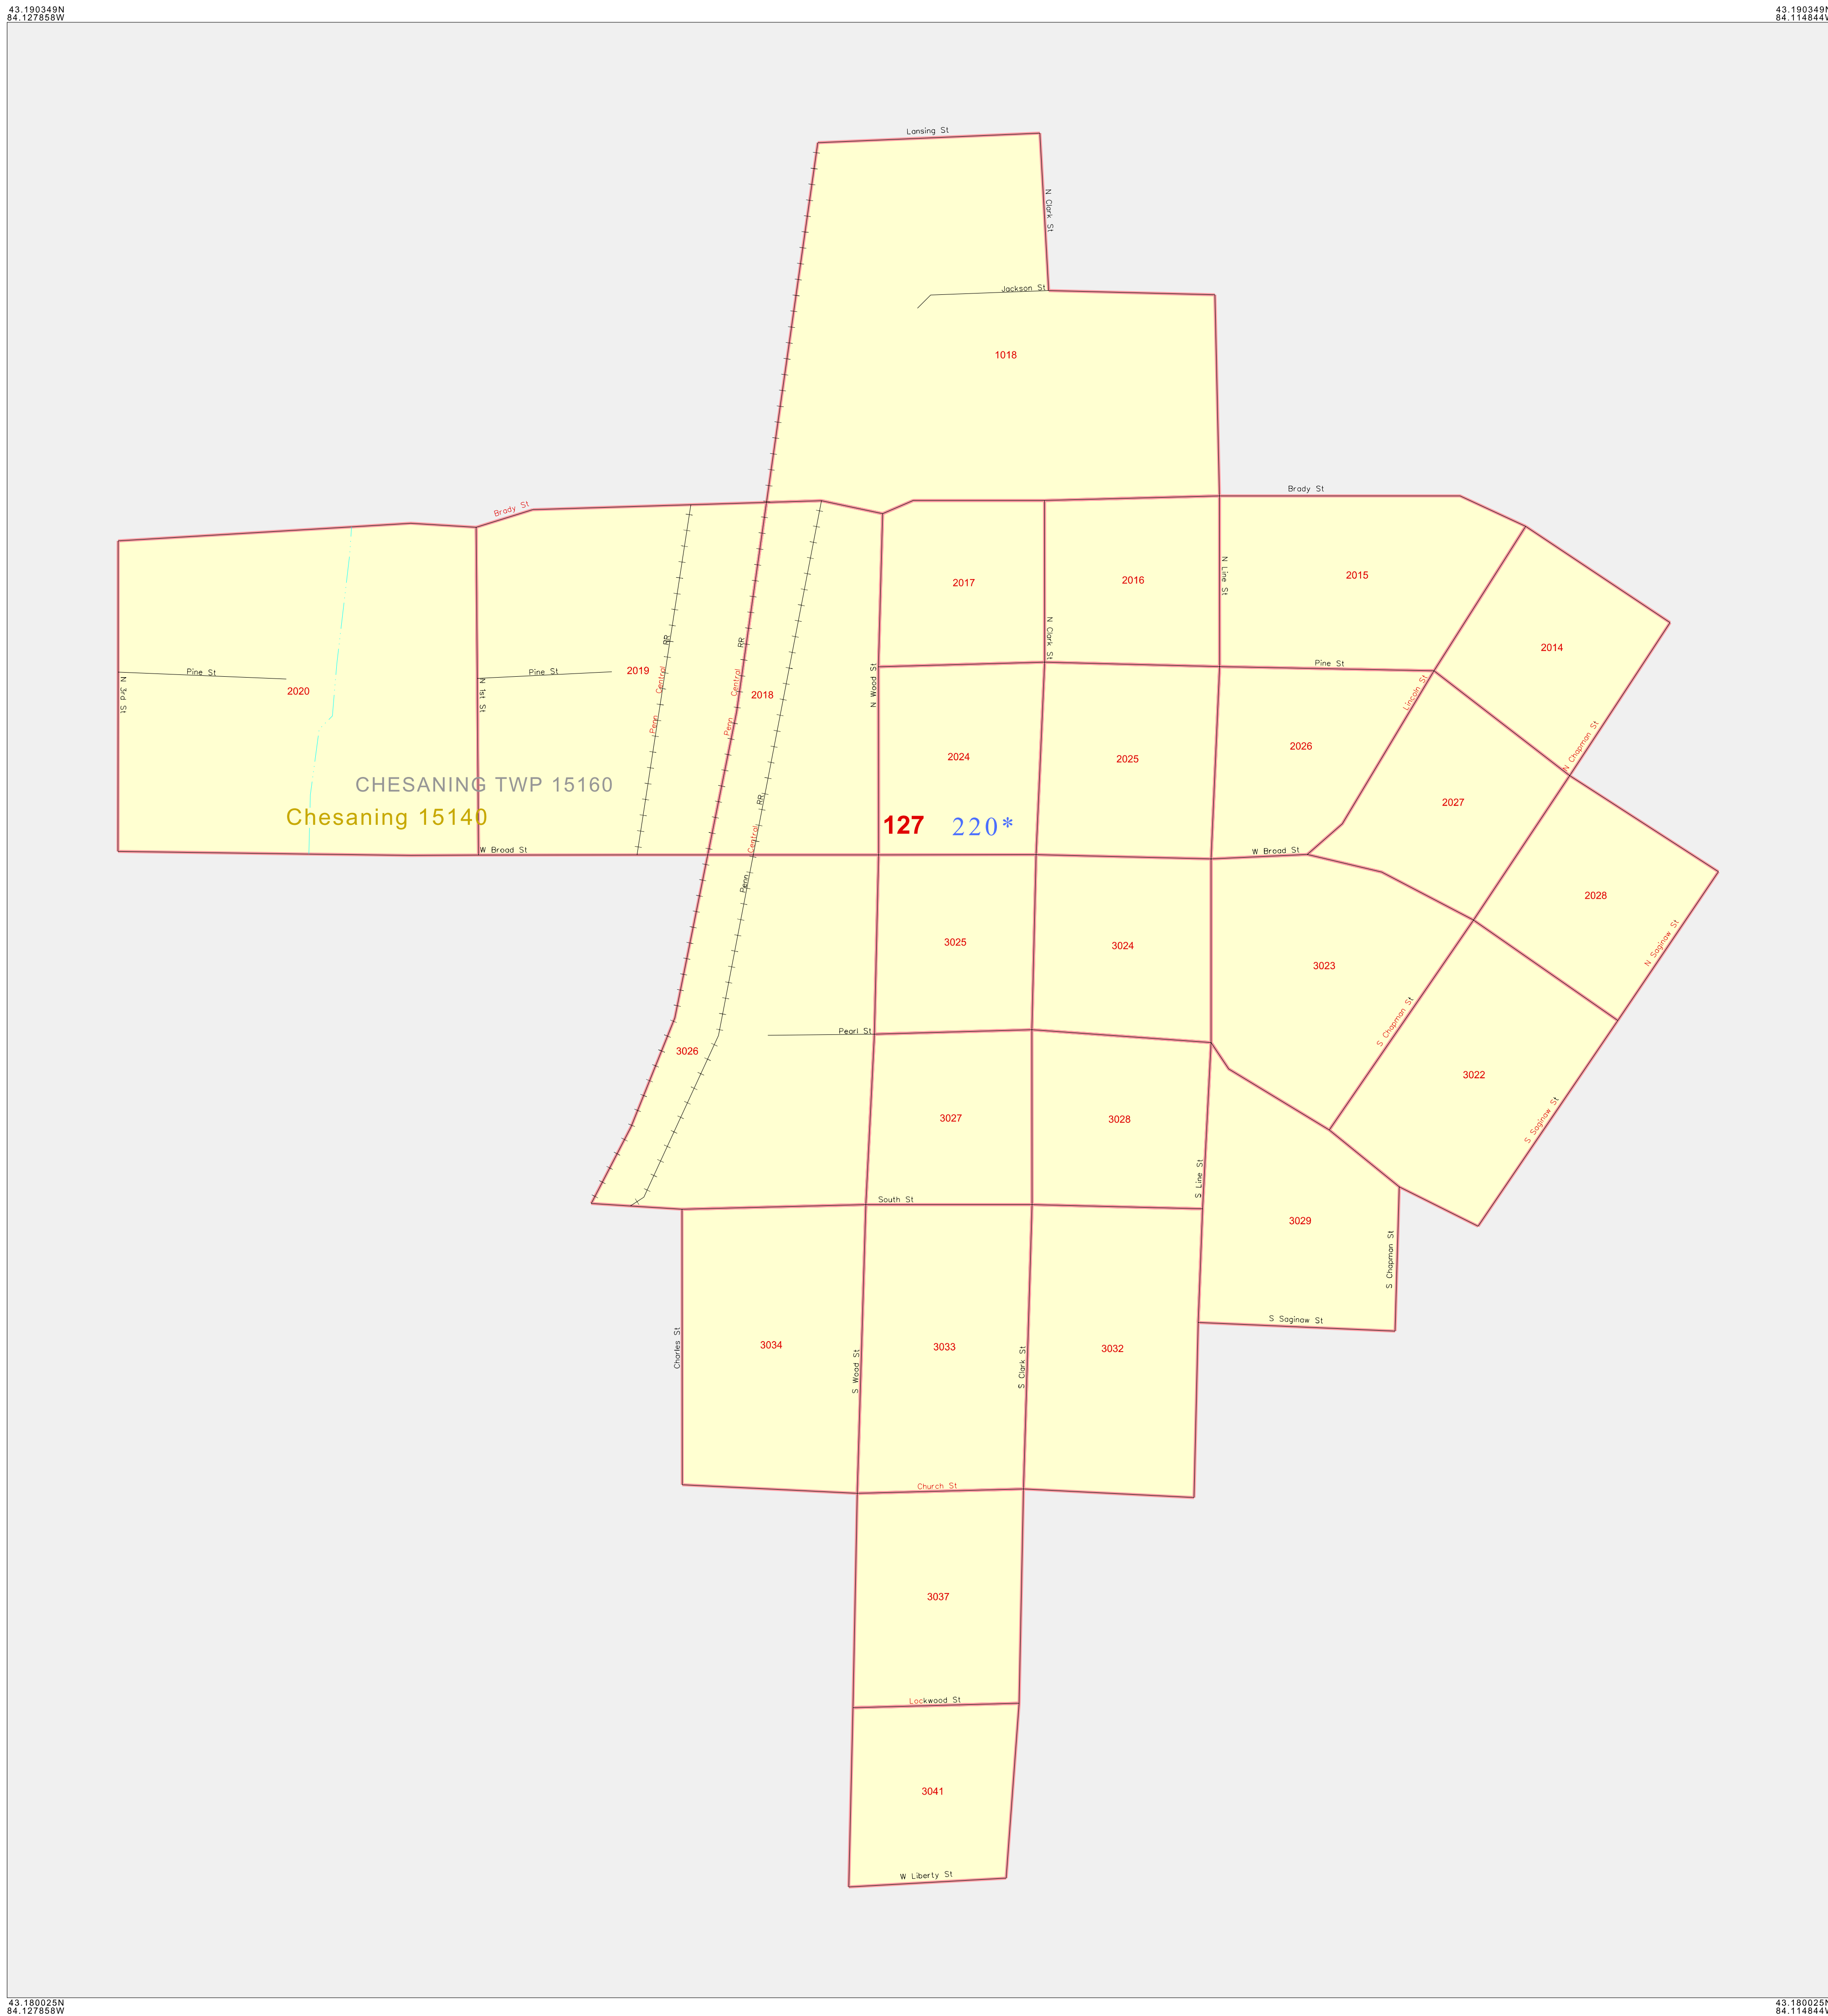 43.190349N
84.127858W
43.190349N
84.114844W
Lansing St
N Clark St
Jackson St
1018
Brady St
Brady St
2017
2016
N Line St
2015
N Clark St
2014
Pine St
2020
N 3rd St
N 1st St
Pine St
2019
Penn Central RR
Penn Central RR
2018
N Wood St
Pine St
Lincoln St
N Chapman St
2024
2025
2026
2027
CHESANING TWP 15160
Chesaning 15140
127
220*
Penn Central RR
W Broad St
W Broad St
2028
N Saginaw St
3025
3024
3023
S Chapman St
Pearl St
3026
3022
S Saginaw St
3027
3028
S Line St
South St
3029
S Chapman St
S Saginaw St
Charles St
3034
S Wood St
3033
S Clark St
3032
Church St
3037
Lockwood St
3041
W Liberty St
43.180025N
84.127858W
43.180025N
84.114844W